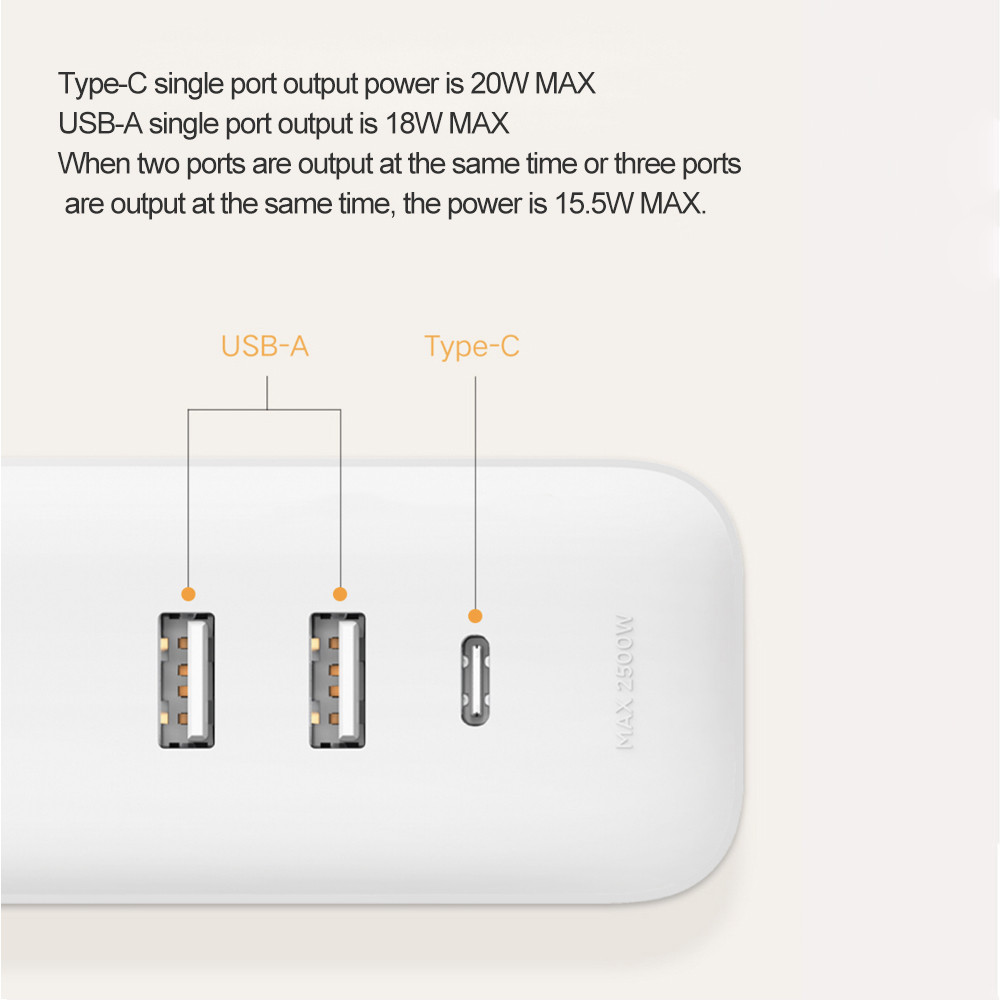 Type-C single port output power is 20W MAX
USB-A single port output is 18W MAX
When two ports are output at the same time or three ports
are output at the same time, the power is 15.5W MAX.
USB-A
Type-C
MAX 2500W